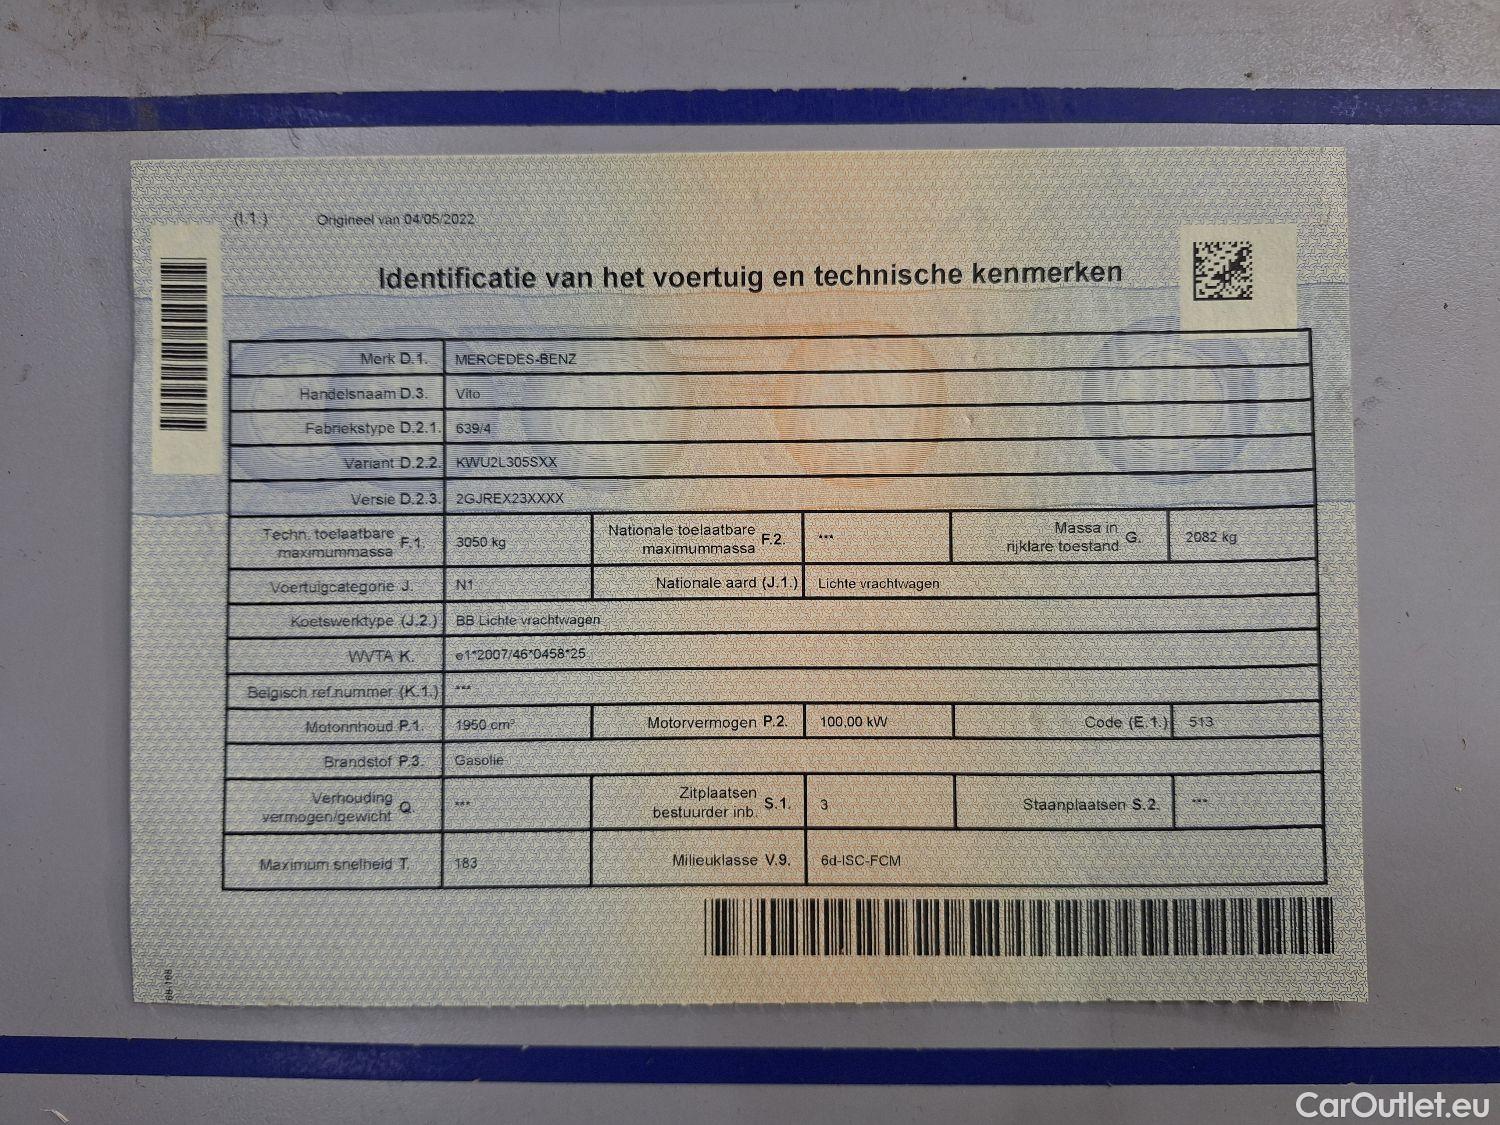 (I.1.) Origineel van 04/05/2022
Identificatie van het voertuig en technische kenmerken
Merk D.1. MERCEDES-BENZ
Handelsnaam D.3. Vito
Fabriekstype D.2.1. 639/4
Variant D.2.2. KWU2L305SXX
Versie D.2.3. 2GJREX23XXXX
Techn. toelaatbare maximummassa F.1. 3050 kg Nationale toelaatbare maximummassa F.2. *** Massa in rijklare toestand G. 2082 kg
Voertuigcategorie J. N1 Nationale aard (J.1.) Lichte vrachtwagen
Koetswerktype (J.2.) BB Lichte vrachtwagen
WVTA K. e1*2007/46*0458*25
Belgisch ref.nummer (K.1.) ***
Motorinhoud P.1. 1950 cm³ Motorvermogen P.2. 100,00 kW Code (E.1.) 513
Brandstof P.3. Gasolie
Verhouding vermogen/gewicht Q. *** Zitplaatsen bestuurder inb. S.1. 3 Staanplaatsen S.2. ***
Maximum snelheid T. 183 Milieuklasse V.9. 6d-ISC-FCM
CarOutlet.eu